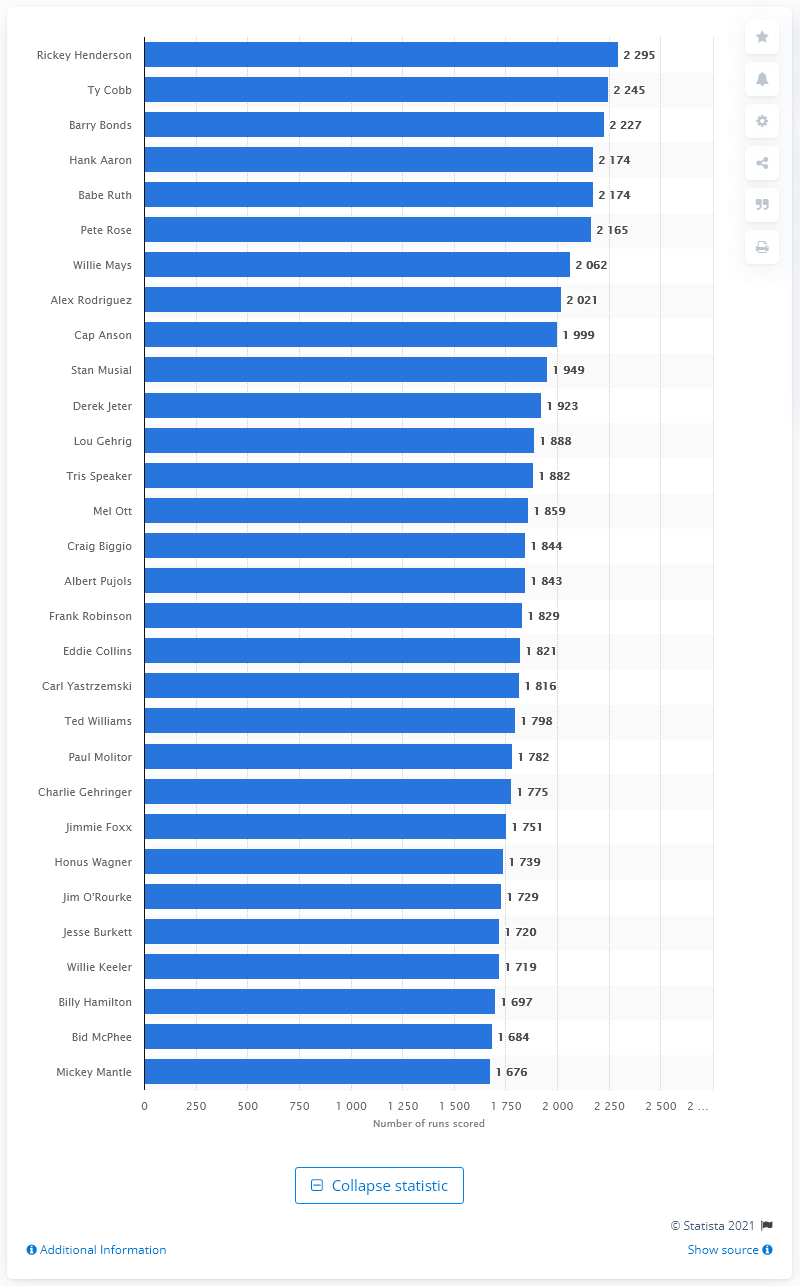 Rickey Henderson 2 295
Ty Cobb 2 245
Barry Bonds 2 227
Hank Aaron 2 174
Babe Ruth 2 174
Pete Rose 2 165
Willie Mays 2 062
Alex Rodriguez 2 021
Cap Anson 1 999
Stan Musial 1 949
Derek Jeter 1 923
Lou Gehrig 1 888
Tris Speaker 1 882
Mel Ott 1 859
Craig Biggio 1 844
Albert Pujols 1 843
Frank Robinson 1 829
Eddie Collins 1 821
Carl Yastrzemski 1 816
Ted Williams 1 798
Paul Molitor 1 782
Charlie Gehringer 1 775
Jimmie Foxx 1 751
Honus Wagner 1 739
Jim O'Rourke 1 729
Jesse Burkett 1 720
Willie Keeler 1 719
Billy Hamilton 1 697
Bid McPhee 1 684
Mickey Mantle 1 676
0 250 500 750 1 000 1 250 1 500 1 750 2 000 2 250 2 500 2 ...
Number of runs scored
Collapse statistic
© Statista 2021
Additional Information Show source